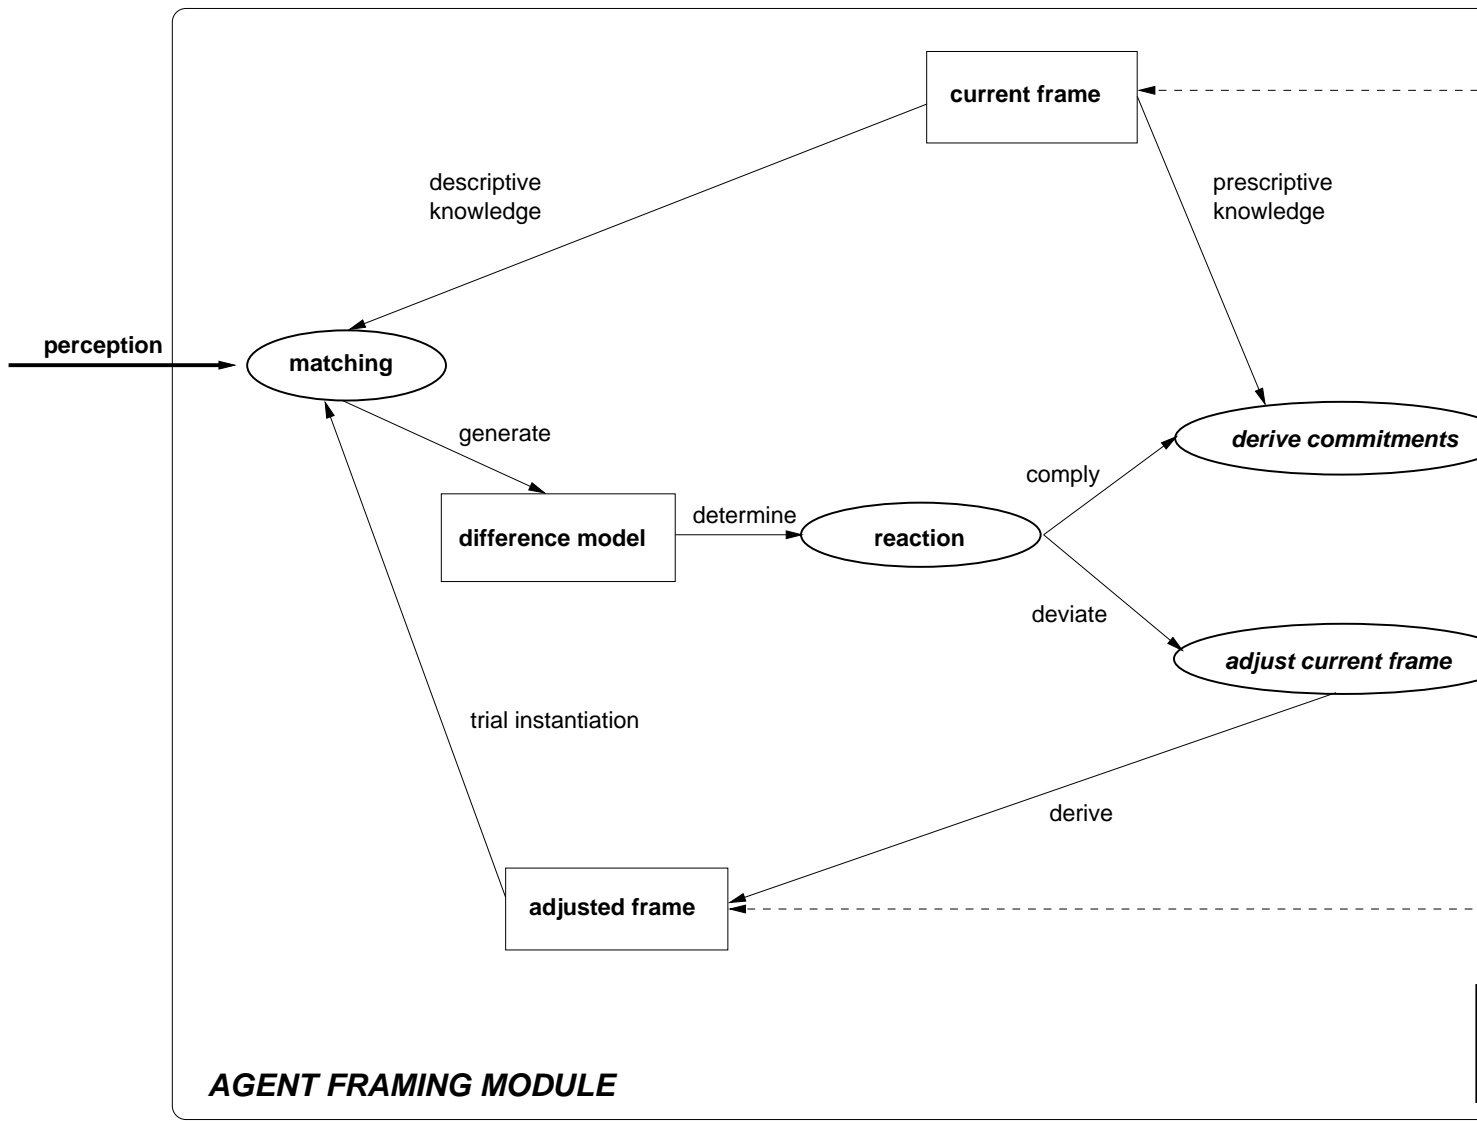 current frame
descriptive
knowledge
prescriptive
knowledge
perception
matching
generate
derive commitments
comply
determine
difference model
reaction
deviate
adjust current frame
trial instantiation
derive
adjusted frame
AGENT FRAMING MODULE